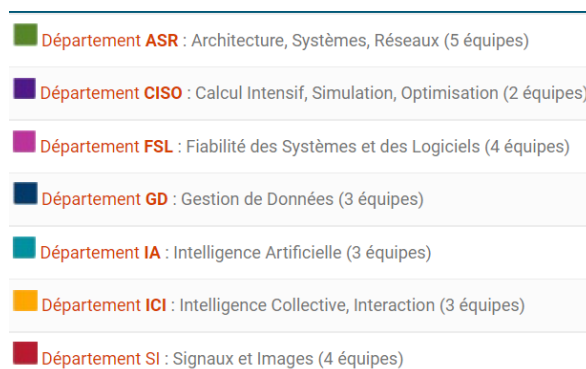 Département ASR : Architecture, Systèmes, Réseaux (5 équipes)
Département CISO : Calcul Intensif, Simulation, Optimisation (2 équipes)
Département FSL : Fiabilité des Systèmes et des Logiciels (4 équipes)
Département GD : Gestion de Données (3 équipes)
Département IA : Intelligence Artificielle (3 équipes)
Département ICI : Intelligence Collective, Interaction (3 équipes)
Département SI : Signaux et Images (4 équipes)